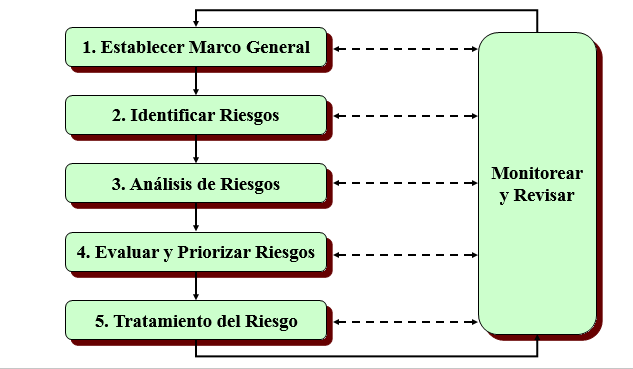 1. Establecer Marco General
2. Identificar Riesgos
3. Análisis de Riesgos
4. Evaluar y Priorizar Riesgos
5. Tratamiento del Riesgo
Monitorear
y Revisar